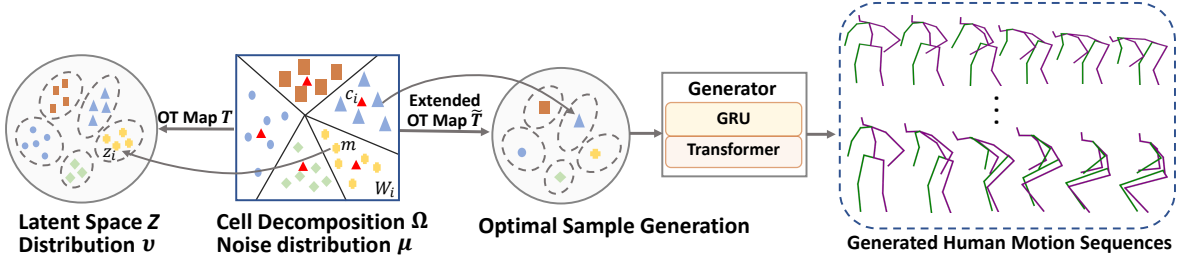 OT Map T
z_i
Latent Space Z
Distribution υ
c_i
m
W_i
Cell Decomposition Ω
Noise distribution μ
Extended
OT Map T̃
Optimal Sample Generation
Generator
GRU
Transformer
Generated Human Motion Sequences